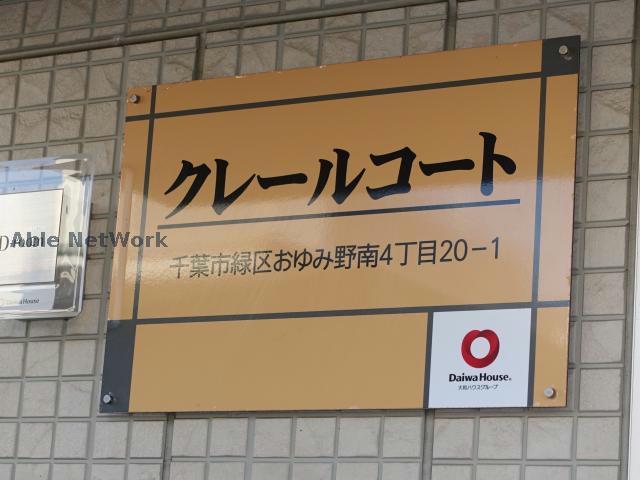 クレールコート
千葉市緑区おゆみ野南4丁目20-1
Able NetWork
DaiwaHouse
Daiwa House®
大和ハウスグループ